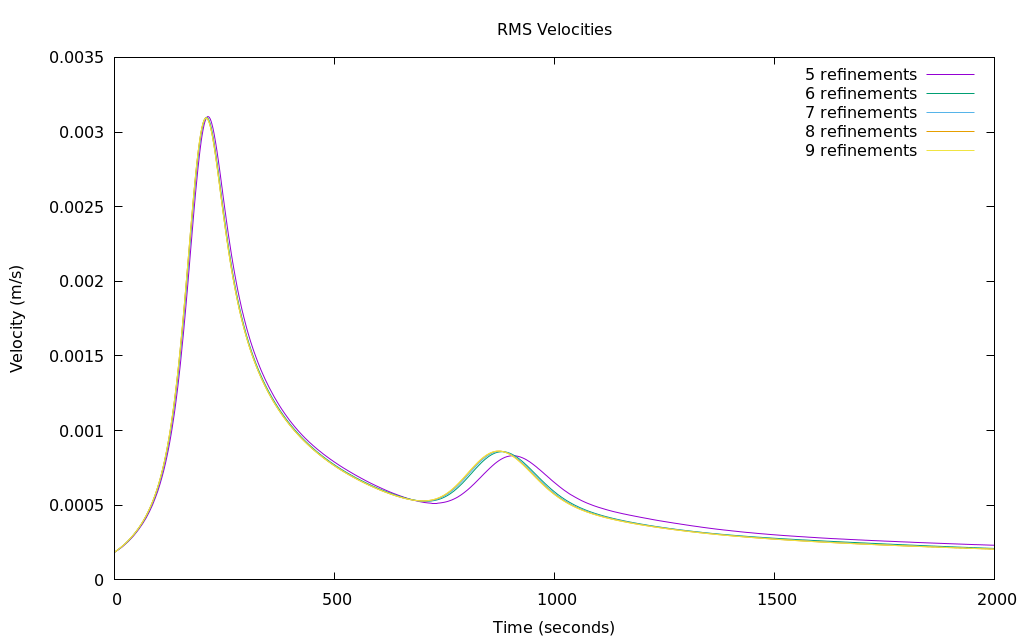 RMS Velocities
0.0035
0.003
0.0025
0.002
0.0015
0.001
0.0005
0
Velocity (m/s)
5 refinements
6 refinements
7 refinements
8 refinements
9 refinements
0
500
1000
1500
2000
Time (seconds)